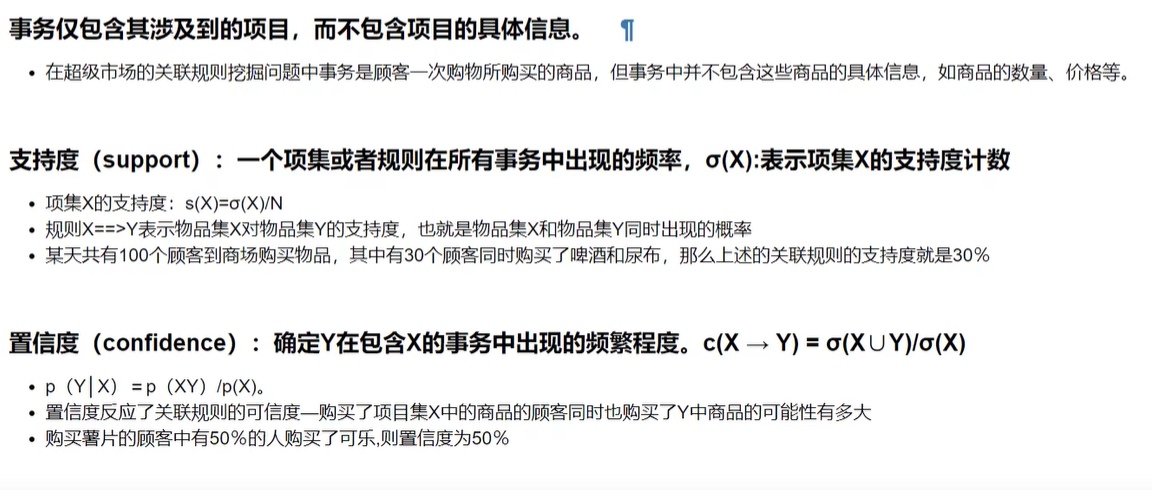 事务仅包含其涉及到的项目，而不包含项目的具体信息。 ¶
• 在超级市场的关联规则挖掘问题中事务是顾客一次购物所购买的商品，但事务中并不包含这些商品的具体信息，如商品的数量、价格等。
支持度（support）：一个项集或者规则在所有事务中出现的频率，σ(X):表示项集X的支持度计数
• 项集X的支持度：s(X)=σ(X)/N
• 规则X==>Y表示物品集X对物品集Y的支持度，也就是物品集X和物品集Y同时出现的概率
• 某天共有100个顾客到商场购买物品，其中有30个顾客同时购买了啤酒和尿布，那么上述的关联规则的支持度就是30%
置信度（confidence）：确定Y在包含X的事务中出现的频繁程度。c(X → Y) = σ(X∪Y)/σ(X)
• p（Y│X）＝p（XY）/p(X)。
• 置信度反应了关联规则的可信度—购买了项目集X中的商品的顾客同时也购买了Y中商品的可能性有多大
• 购买薯片的顾客中有50%的人购买了可乐,则置信度为50%